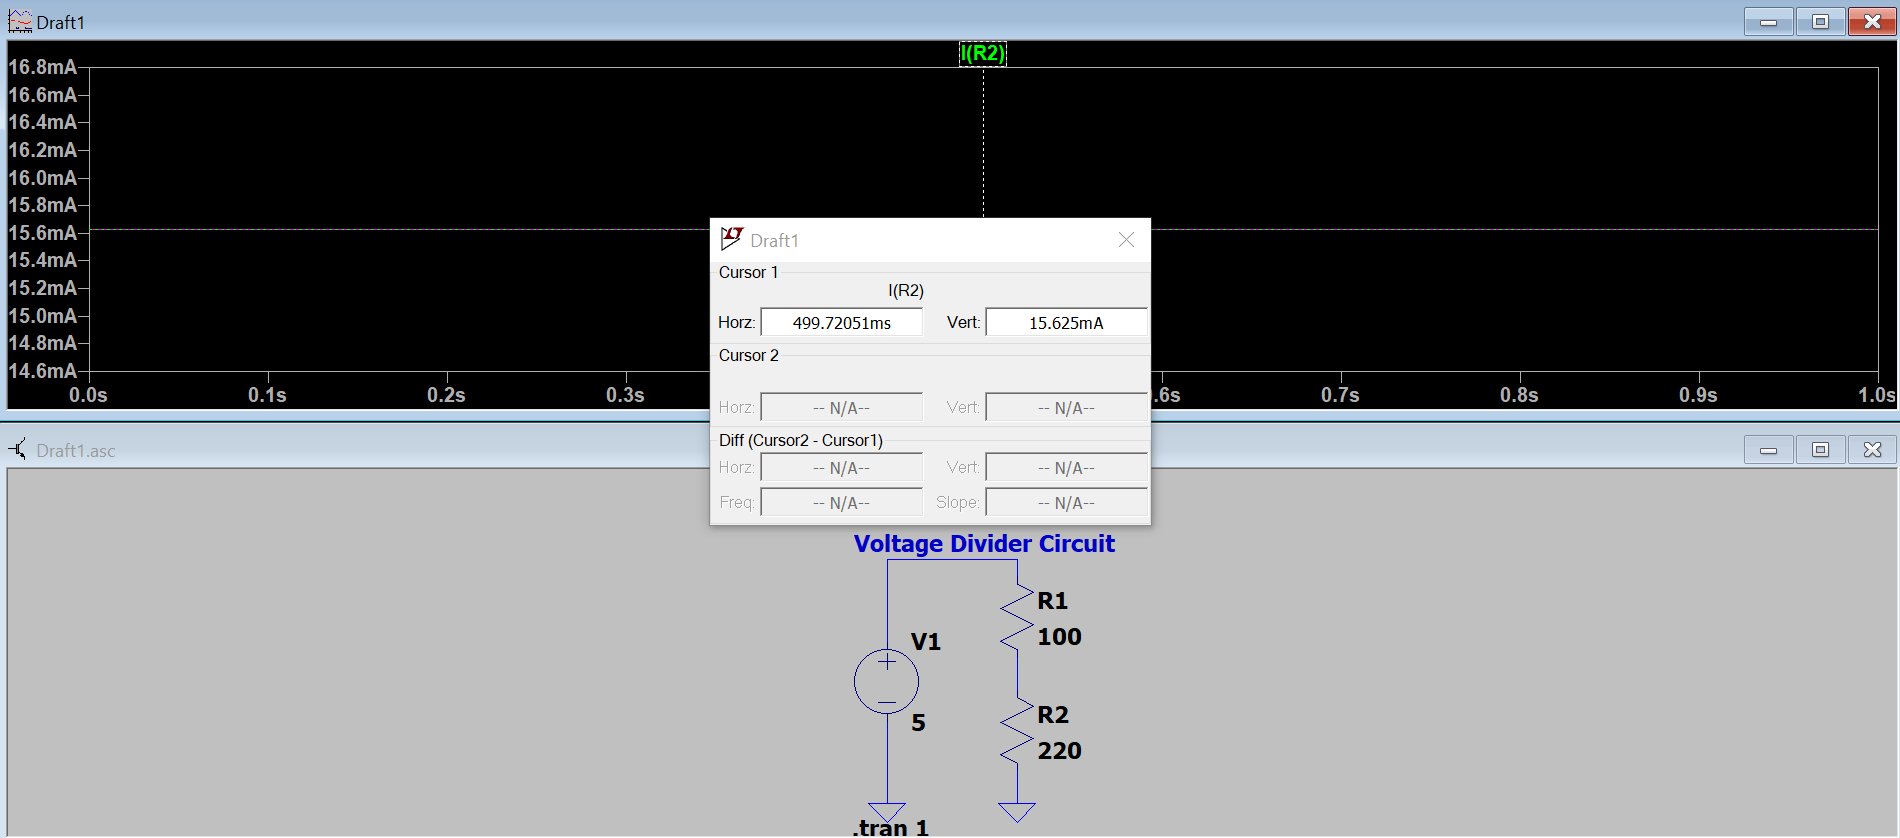 Draft1
I(R2)
16.8mA
16.6mA
16.4mA
16.2mA
16.0mA
15.8mA
15.6mA
15.4mA
15.2mA
15.0mA
14.8mA
14.6mA
0.0s 0.1s 0.2s 0.3s .6s 0.7s 0.8s 0.9s 1.0s
Draft1
Cursor 1
I(R2)
Horz: 499.72051ms Vert: 15.625mA
Cursor 2
Horz: -- N/A-- Vert: -- N/A--
Diff (Cursor2 - Cursor1)
Horz: -- N/A-- Vert: -- N/A--
Freq: -- N/A-- Slope: -- N/A--
Draft1.asc
Voltage Divider Circuit
R1
100
V1
5
R2
220
.tran 1